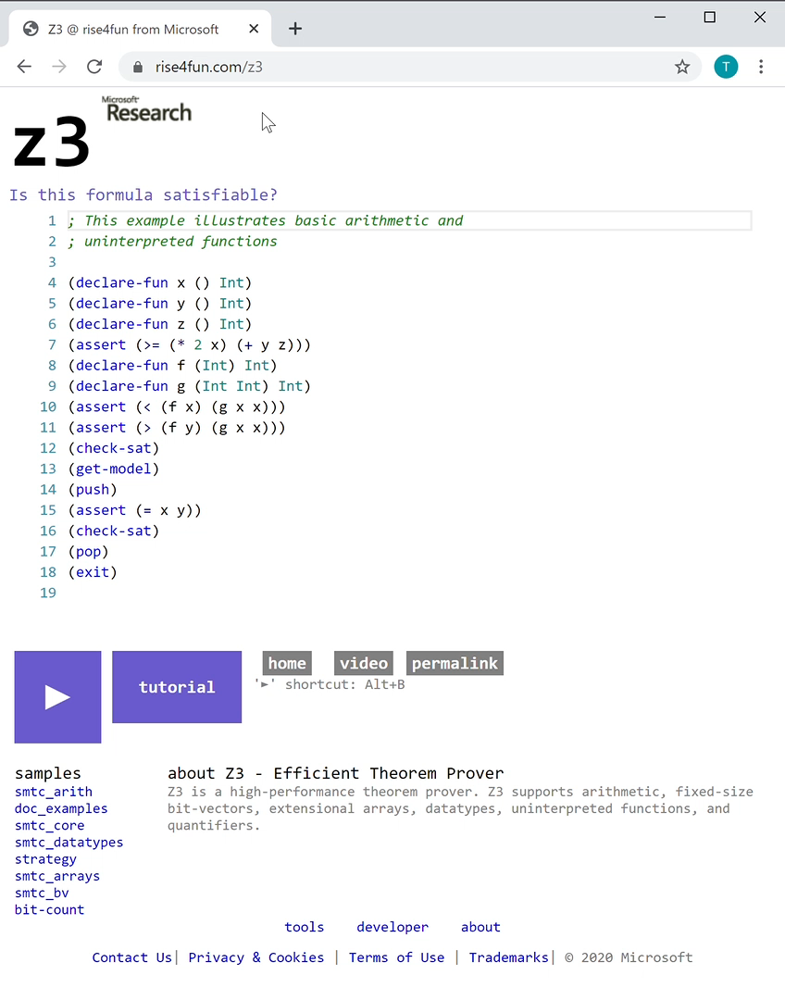 Z3 @ rise4fun from Microsoft
rise4fun.com/z3
T
Microsoft
Research
z3
Is this formula satisfiable?
1 ; This example illustrates basic arithmetic and
2 ; uninterpreted functions
3
4 (declare-fun x () Int)
5 (declare-fun y () Int)
6 (declare-fun z () Int)
7 (assert (>= (* 2 x) (+ y z)))
8 (declare-fun f (Int) Int)
9 (declare-fun g (Int Int) Int)
10 (assert (< (f x) (g x x)))
11 (assert (> (f y) (g x x)))
12 (check-sat)
13 (get-model)
14 (push)
15 (assert (= x y))
16 (check-sat)
17 (pop)
18 (exit)
19
▶ tutorial home video permalink
'►' shortcut: Alt+B
samples
smtc_arith
doc_examples
smtc_core
smtc_datatypes
strategy
smtc_arrays
smtc_bv
bit-count
about Z3 - Efficient Theorem Prover
Z3 is a high-performance theorem prover. Z3 supports arithmetic, fixed-size
bit-vectors, extensional arrays, datatypes, uninterpreted functions, and
quantifiers.
tools developer about
Contact Us| Privacy & Cookies | Terms of Use | Trademarks| © 2020 Microsoft